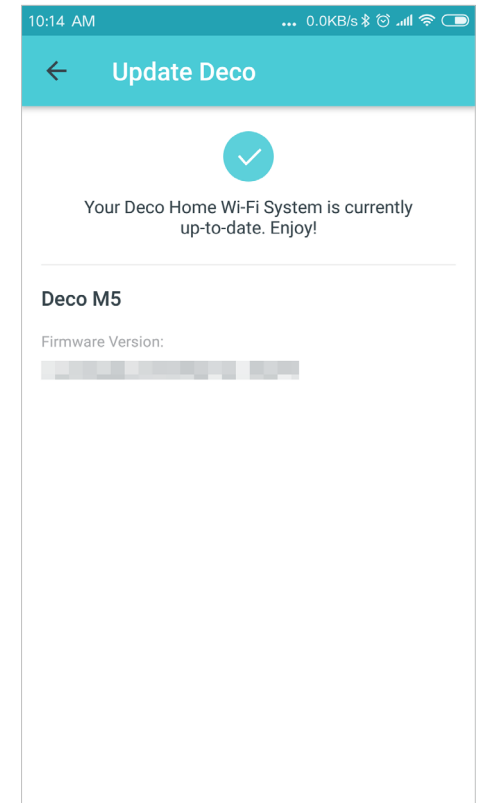 10:14 AM ... 0.0KB/s
Update Deco
Your Deco Home Wi-Fi System is currently
up-to-date. Enjoy!
Deco M5
Firmware Version: